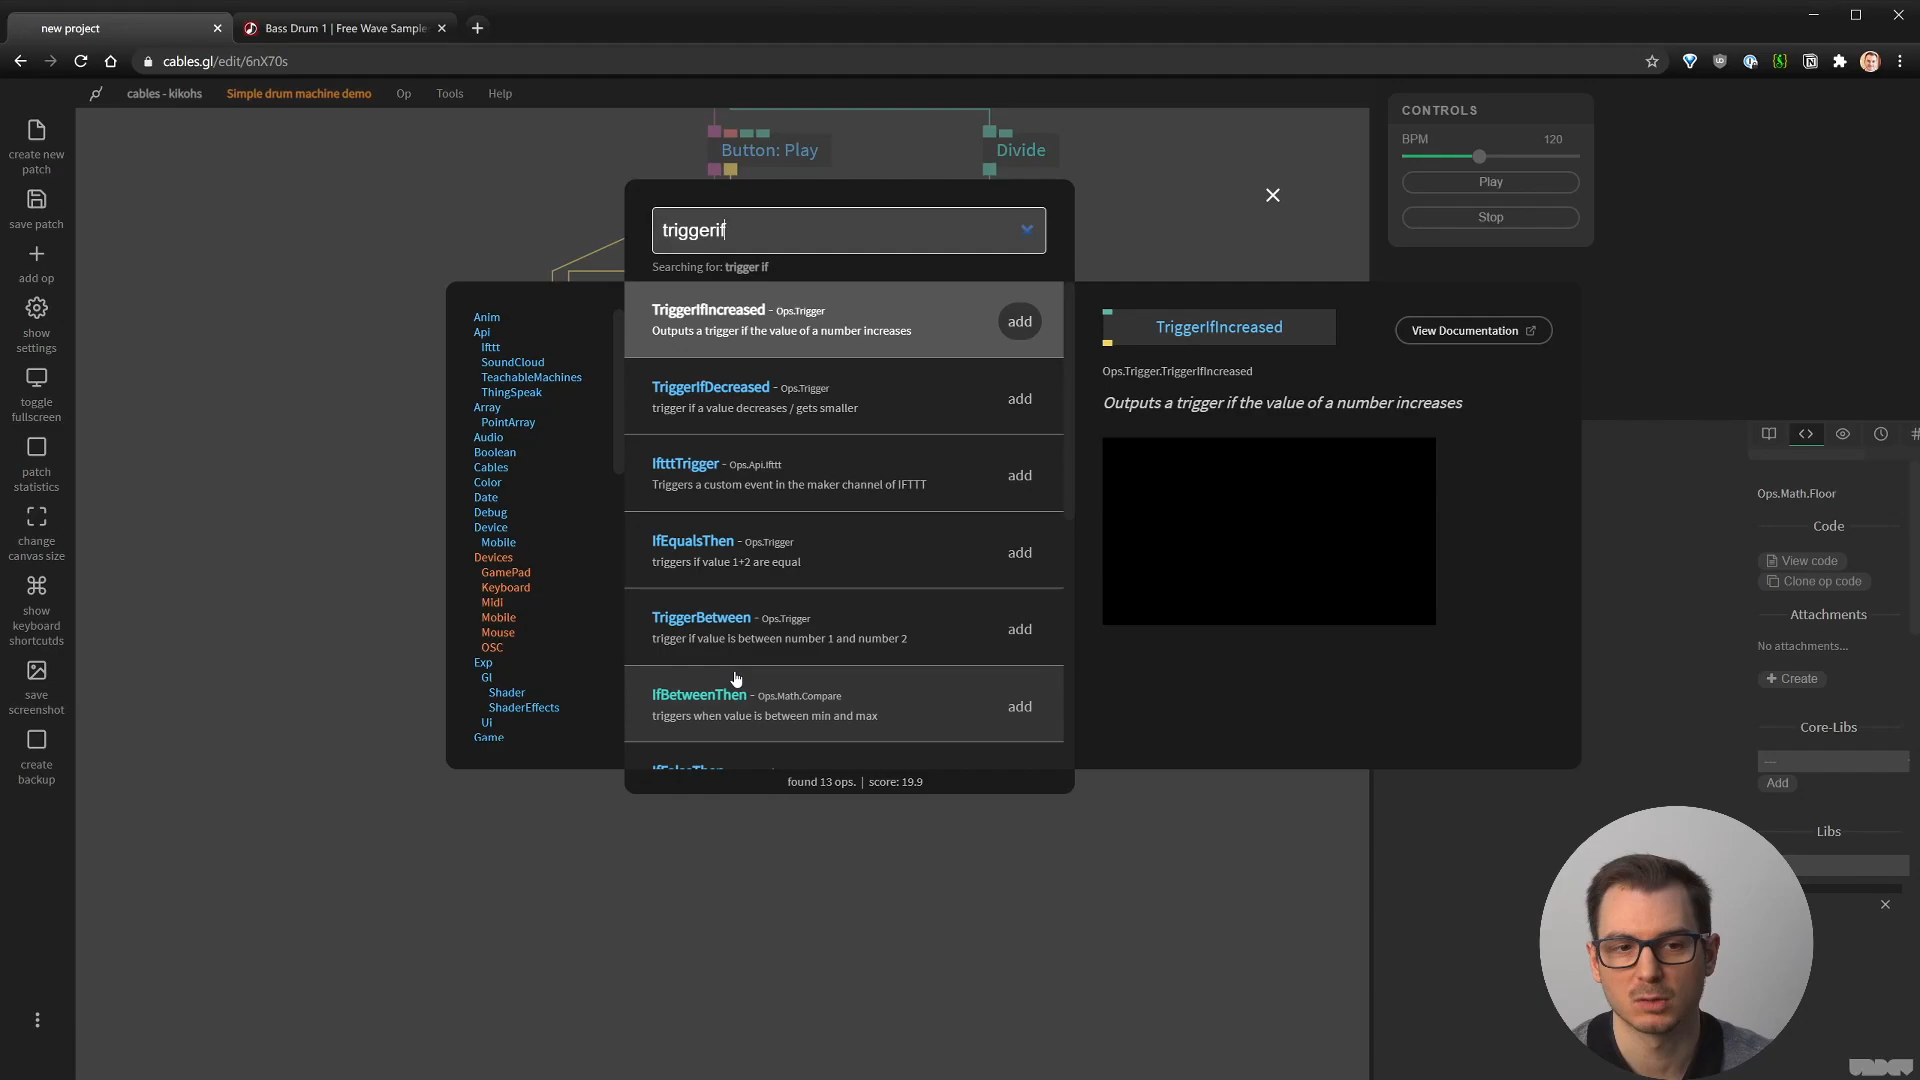 new project
Bass Drum 1 | Free Wave Sample
cables.gl/edit/6nX70s
cables - kikohs
Simple drum machine demo
Op
Tools
Help
create new
patch
save patch
add op
show
settings
toggle
fullscreen
patch
statistics
change
canvas size
show
keyboard
shortcutds
save
screenshot
create
backup
Button: Play
Divide
triggerif
Searching for: trigger if
Anim
Api
Ifttt
SoundCloud
TeachableMachines
ThingSpeak
Array
PointArray
Audio
Boolean
Cables
Color
Date
Debug
Device
Mobile
Devices
GamePad
Keyboard
Midi
Mobile
Mouse
OSC
Exp
Gl
Shader
ShaderEffects
Ui
Game
TriggerIfIncreased - Ops.Trigger
Outputs a trigger if the value of a number increases
add
TriggerIfDecreased - Ops.Trigger
trigger if a value decreases / gets smaller
add
IftttTrigger - Ops.Api.Ifttt
Triggers a custom event in the maker channel of IFTTT
add
IfEqualsThen - Ops.Trigger
triggers if value 1+2 are equal
add
TriggerBetween - Ops.Trigger
trigger if value is between number 1 and number 2
add
IfBetweenThen - Ops.Math.Compare
triggers when value is between min and max
add
IfFalseThen
found 13 ops. | score: 19.9
TriggerIfIncreased
View Documentation
Ops.Trigger.TriggerIfIncreased
Outputs a trigger if the value of a number increases
CONTROLS
BPM 120
Play
Stop
Ops.Math.Floor
Code
View code
Clone op code
Attachments
No attachments...
+ Create
Core-Libs
---
Add
Libs